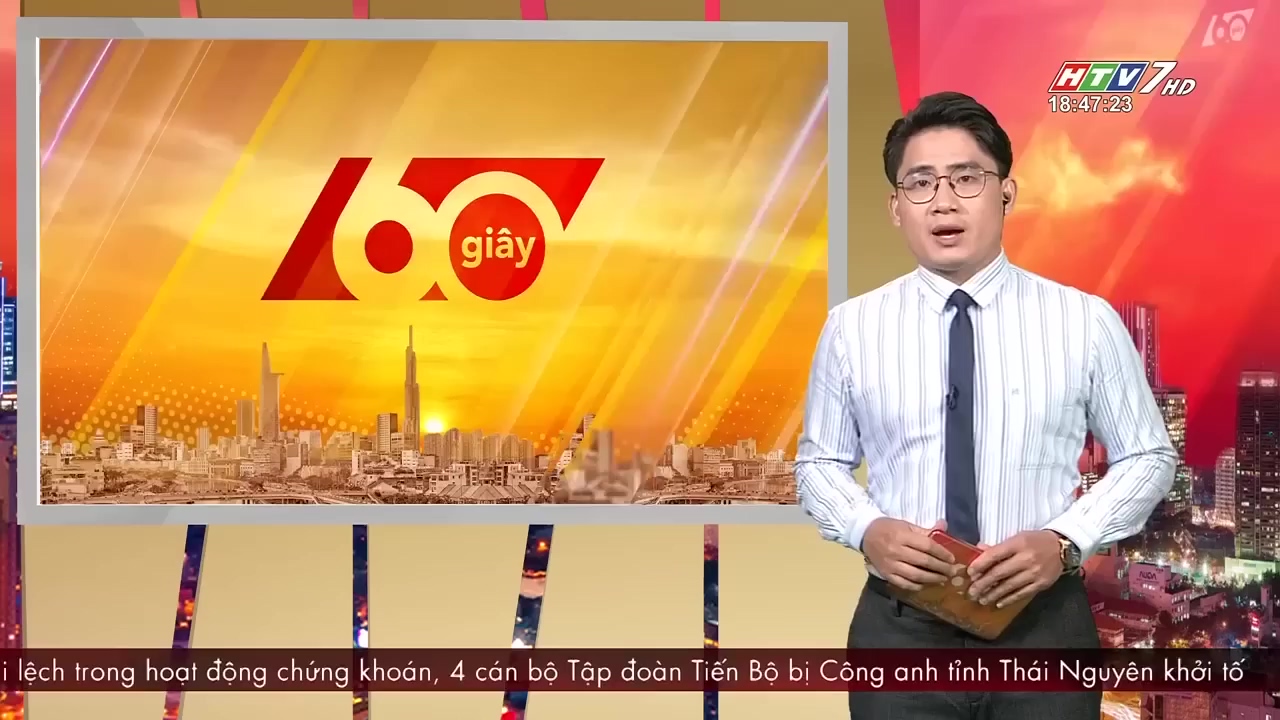 60
HTV7 HD
18:47:23
60 giây
i lệch trong hoạt động chứng khoán, 4 cán bộ Tập đoàn Tiến Bộ bị Công anh tỉnh Thái Nguyên khởi tố